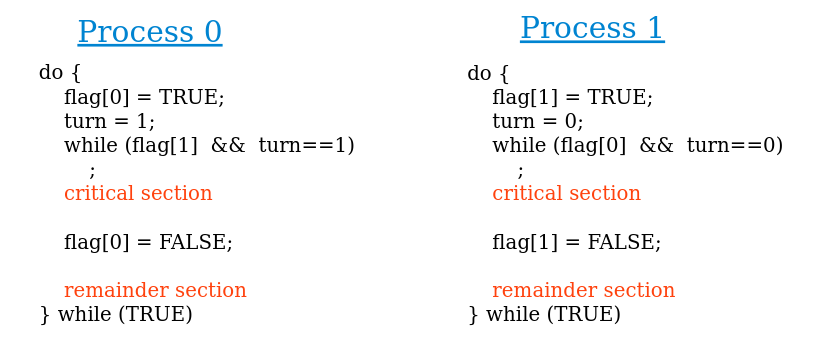 Process 0
do {
flag[0] = TRUE;
turn = 1;
while (flag[1]  &&  turn==1)
;
critical section
flag[0] = FALSE;
remainder section
} while (TRUE)
Process 1
do {
flag[1] = TRUE;
turn = 0;
while (flag[0]  &&  turn==0)
;
critical section
flag[1] = FALSE;
remainder section
} while (TRUE)